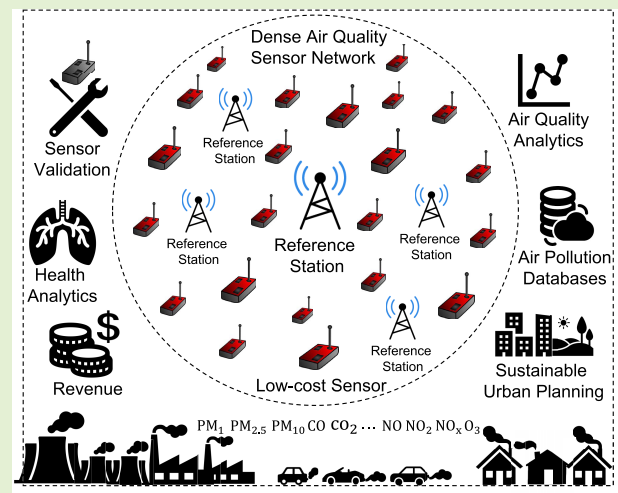 Dense Air Quality
Sensor Network
Reference
Station
Sensor
Validation
Air Quality
Analytics
Reference
Station
Reference
Station
Reference
Station
Health
Analytics
Air Pollution
Databases
$
Revenue
Reference
Station
Low-cost Sensor
Sustainable
Urban Planning
PM₁ PM₂.₅ PM₁₀ CO CO₂ ... NO NO₂ NOₓ O₃